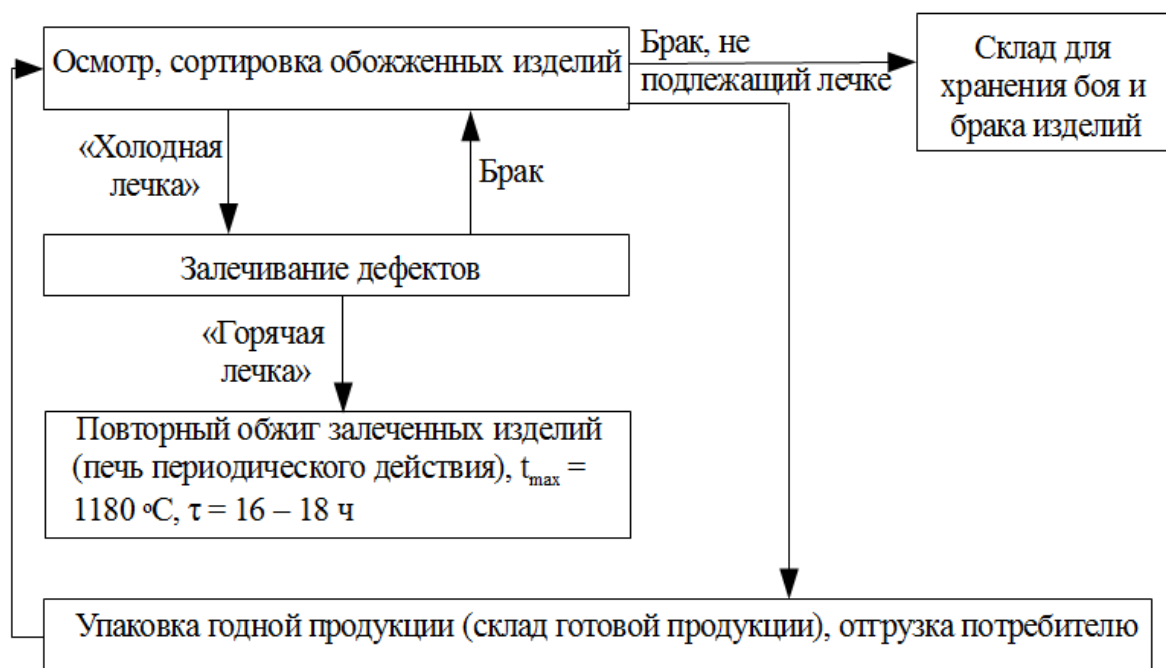 Осмотр, сортировка обожженных изделий
Брак, не
подлежащий лечке
Склад для
хранения боя и
брака изделий
«Холодная
лечка»
Брак
Залечивание дефектов
«Горячая
лечка»
Повторный обжиг залеченных изделий
(печь периодического действия), tmax =
1180 ºС, τ = 16 – 18 ч
Упаковка годной продукции (склад готовой продукции), отгрузка потребителю